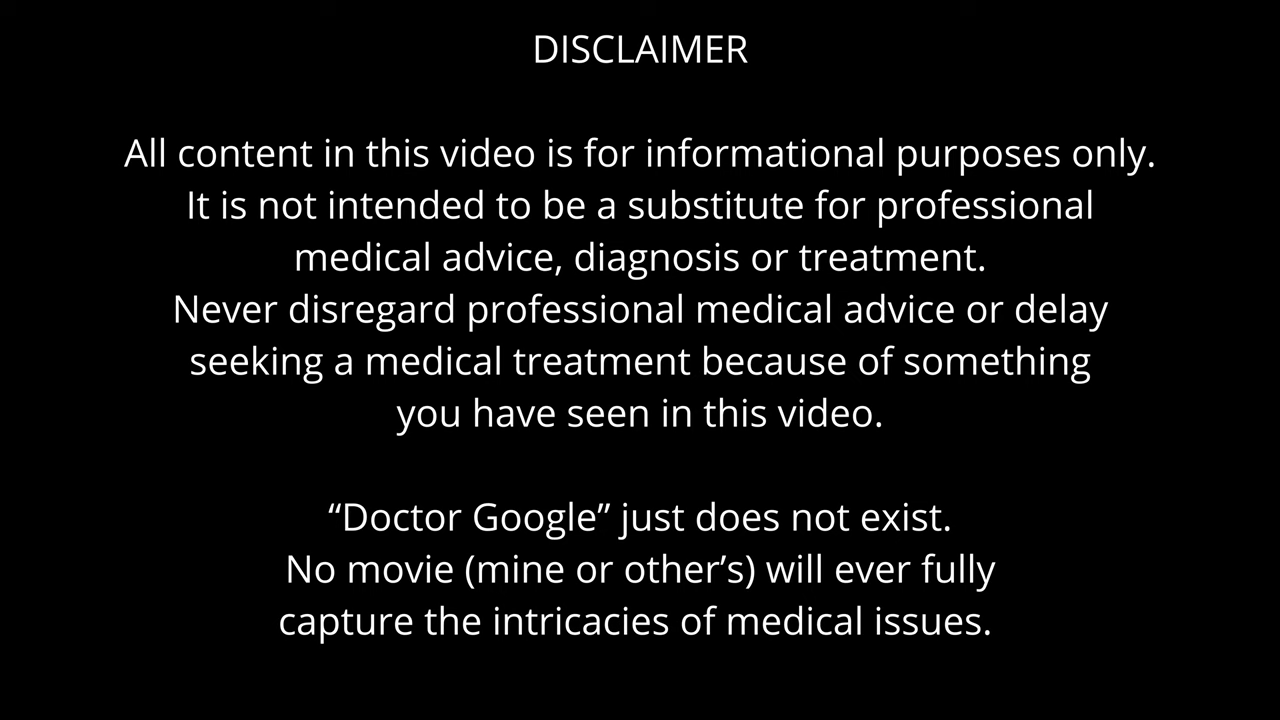 DISCLAIMER
All content in this video is for informational purposes only.
It is not intended to be a substitute for professional
medical advice, diagnosis or treatment.
Never disregard professional medical advice or delay
seeking a medical treatment because of something
you have seen in this video.
“Doctor Google” just does not exist.
No movie (mine or other’s) will ever fully
capture the intricacies of medical issues.